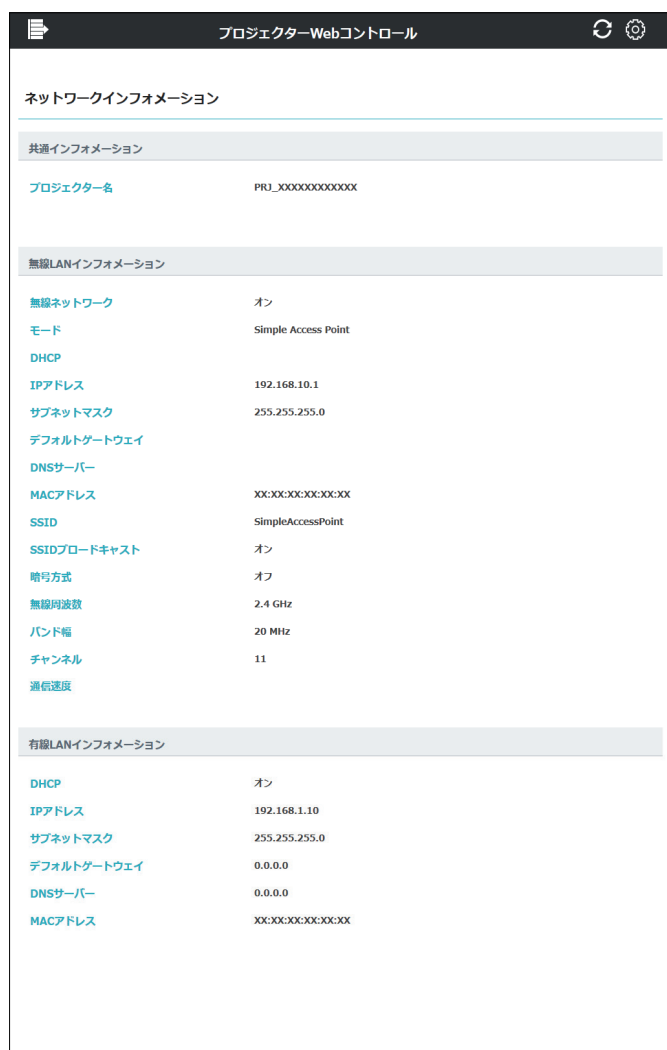 プロジェクターWebコントロール
ネットワークインフォメーション
共通インフォメーション
プロジェクター名 PRJ_XXXXXXXXXXXX
無線LANインフォメーション
無線ネットワーク オン
モード Simple Access Point
DHCP
IPアドレス 192.168.10.1
サブネットマスク 255.255.255.0
デフォルトゲートウェイ
DNSサーバー
MACアドレス XX:XX:XX:XX:XX:XX
SSID SimpleAccessPoint
SSIDブロードキャスト オン
暗号方式 オフ
無線周波数 2.4 GHz
バンド幅 20 MHz
チャンネル 11
通信速度
有線LANインフォメーション
DHCP オン
IPアドレス 192.168.1.10
サブネットマスク 255.255.255.0
デフォルトゲートウェイ 0.0.0.0
DNSサーバー 0.0.0.0
MACアドレス XX:XX:XX:XX:XX:XX